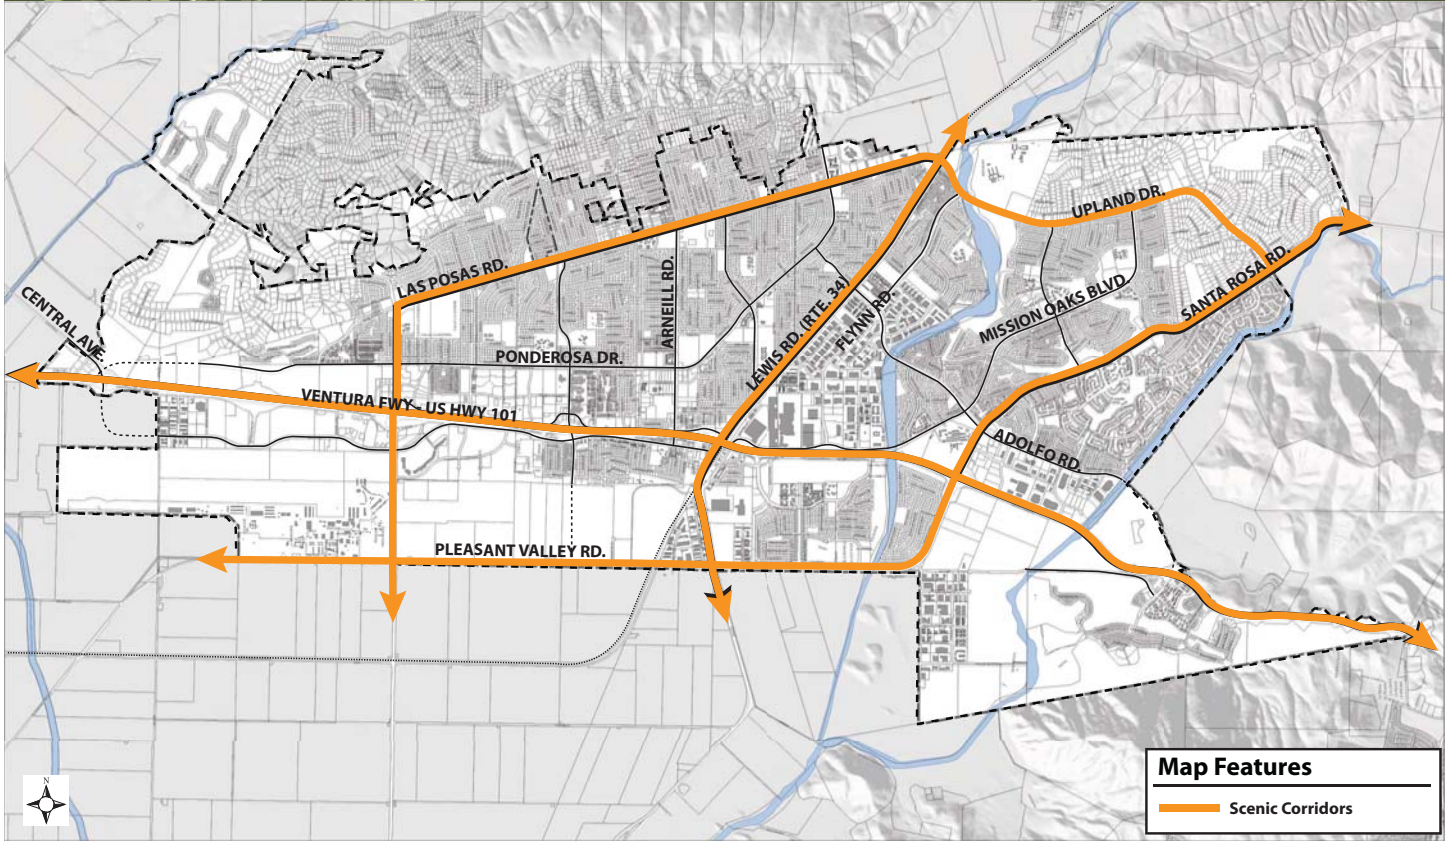 UPLAND DR.
LAS POSAS RD.
SANTA ROSA RD.
CENTRAL AVE.
ARNEILL RD.
LEWIS RD. (RTE. 34)
FLYNN RD.
MISSION OAKS BLVD.
PONDEROSA DR.
VENTURA FWY - US HWY 101
ADOLFO RD.
PLEASANT VALLEY RD.
N
Map Features
Scenic Corridors